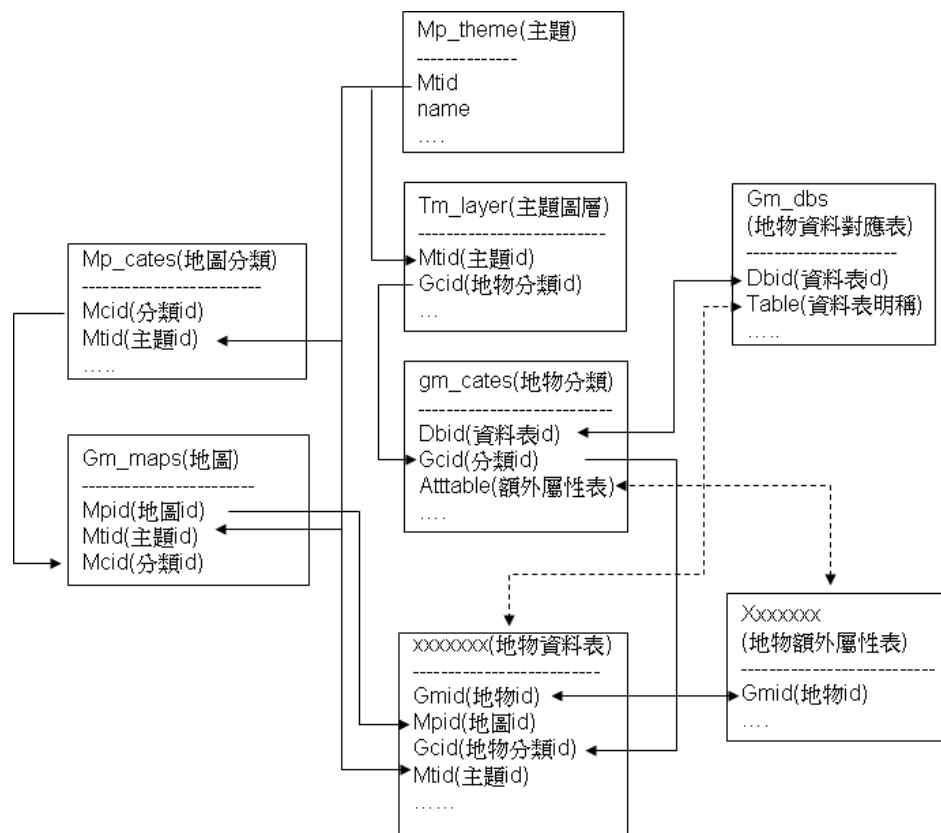 Mp_theme(主題)
--------------
Mtid
name
....
Tm_layer(主題圖層)
--------------------------
Mtid(主題id)
Gcid(地物分類id)
...
Gm_dbs
(地物資料對應表)
---------------------
Dbid(資料表id)
Table(資料表明稱)
.....
Mp_cates(地圖分類)
-------------------------
Mcid(分類id)
Mtid(主題id)
.....
gm_cates(地物分類)
---------------------------
Dbid(資料表id)
Gcid(分類id)
Atttable(額外屬性表)
....
Gm_maps(地圖)
------------------------
Mpid(地圖id)
Mtid(主題id)
Mcid(分類id)
xxxxxxx(地物資料表)
--------------------------
Gmid(地物id)
Mpid(地圖id)
Gcid(地物分類id)
Mtid(主題id)
......
Xxxxxxx
(地物額外屬性表)
---------------------------
Gmid(地物id)
....